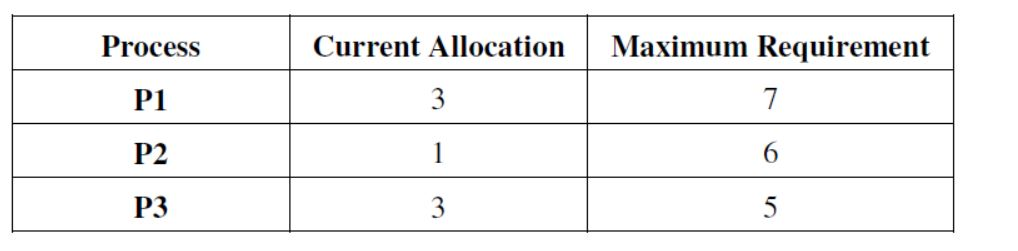 Process Current Allocation Maximum Requirement
P1 3 7
P2 1 6
P3 3 5